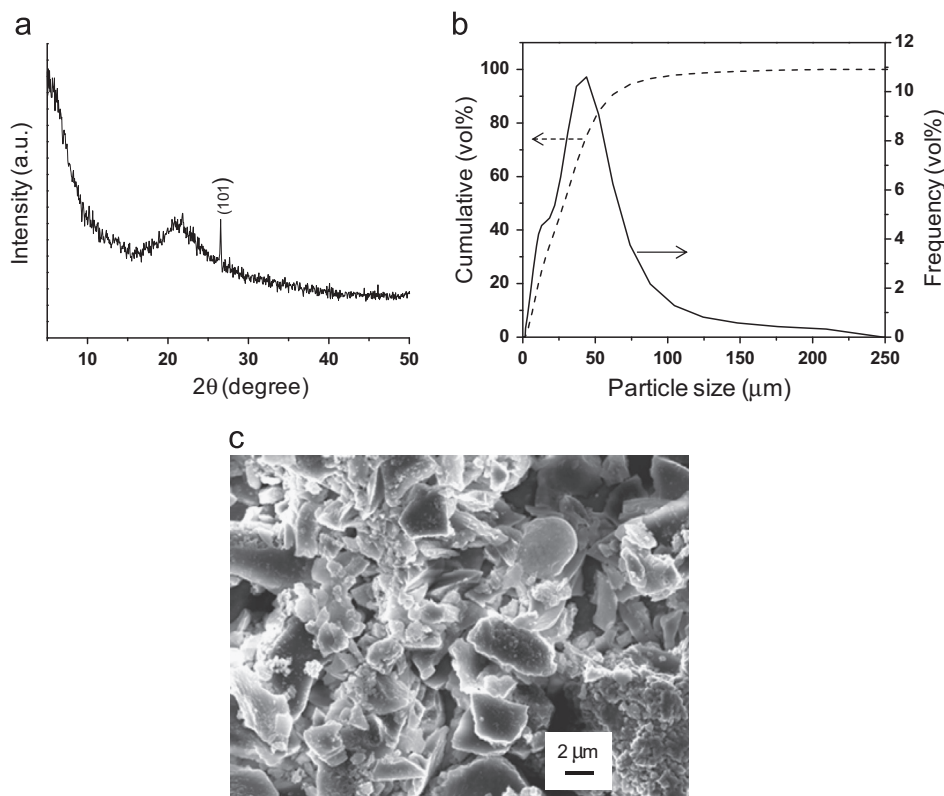 a
Intensity (a.u.)
(101)
10 20 30 40 50
2θ (degree)
b
Cumulative (vol%)
100
80
60
40
20
0
12
10
8
6
4
2
0
Frequency (vol%)
0 50 100 150 200 250
Particle size (μm)
c
2 μm